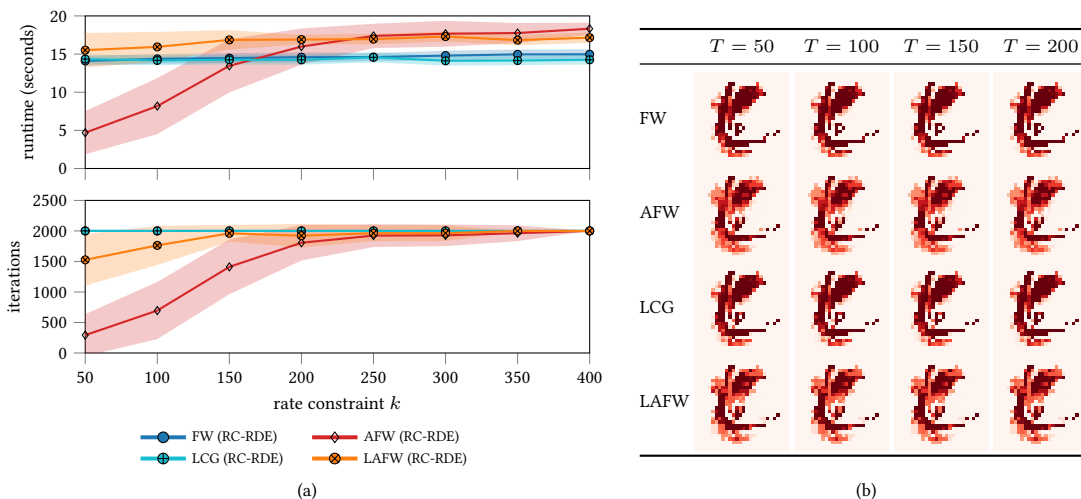 20
15
10
5
0
runtime (seconds)
2500
2000
1500
1000
500
0
iterations
50 100 150 200 250 300 350 400
rate constraint k
FW (RC-RDE) AFW (RC-RDE)
LCG (RC-RDE) LAFW (RC-RDE)
(a)
T = 50 T = 100 T = 150 T = 200
FW
AFW
LCG
LAFW
(b)